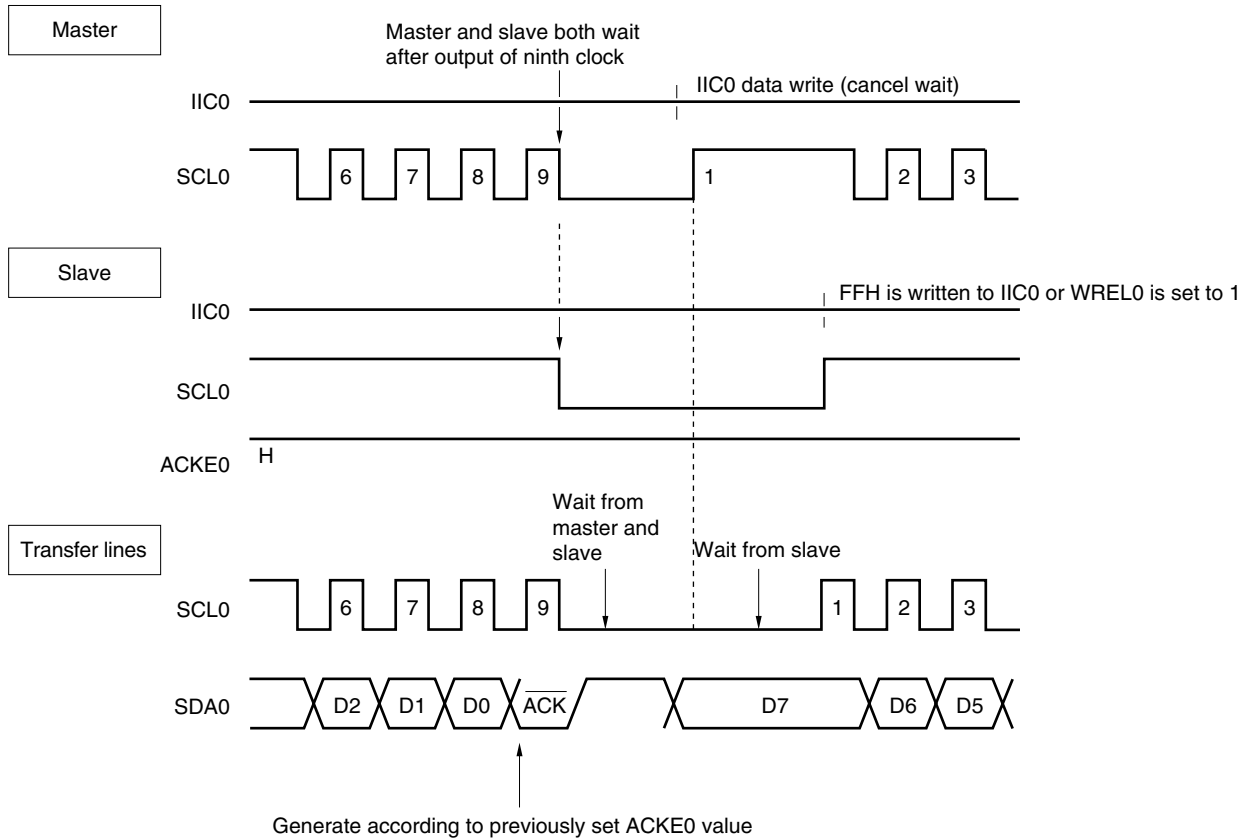 Master
Master and slave both wait
after output of ninth clock
IIC0 data write (cancel wait)
IIC0
SCL0
6 7 8 9 1 2 3
Slave
FFH is written to IIC0 or WREL0 is set to 1
IIC0
SCL0
H
ACKE0
Wait from
master and
slave
Wait from slave
Transfer lines
SCL0
6 7 8 9 1 2 3
SDA0
D2 D1 D0 ACK D7 D6 D5
Generate according to previously set ACKE0 value